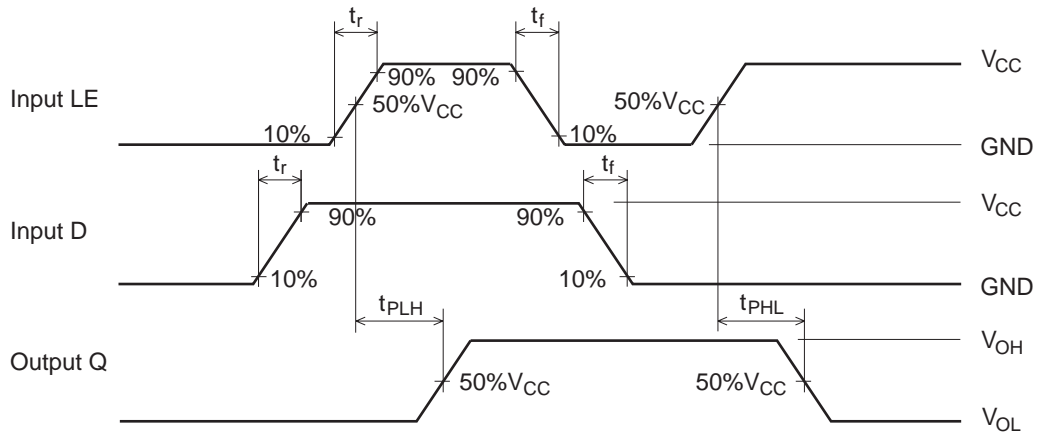 tr
tf
VCC
Input LE
90%
90%
50%VCC
50%VCC
10%
10%
GND
tr
tf
VCC
Input D
90%
90%
10%
10%
GND
tPLH
tPHL
VOH
Output Q
50%VCC
50%VCC
VOL